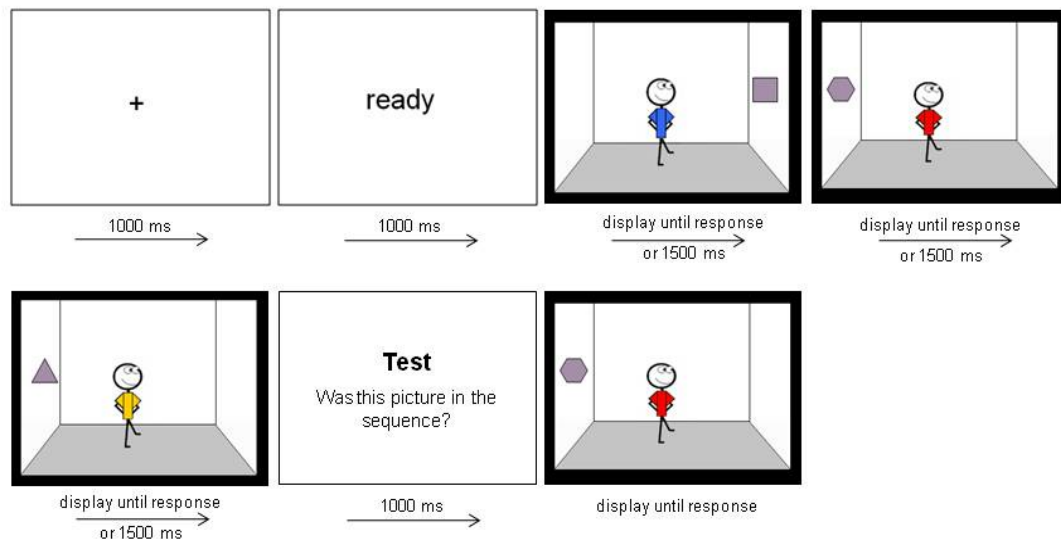 +
ready
1000 ms
1000 ms
display until response
or 1500 ms
display until response
or 1500 ms
Test
Was this picture in the
sequence?
display until response
or 1500 ms
1000 ms
display until response